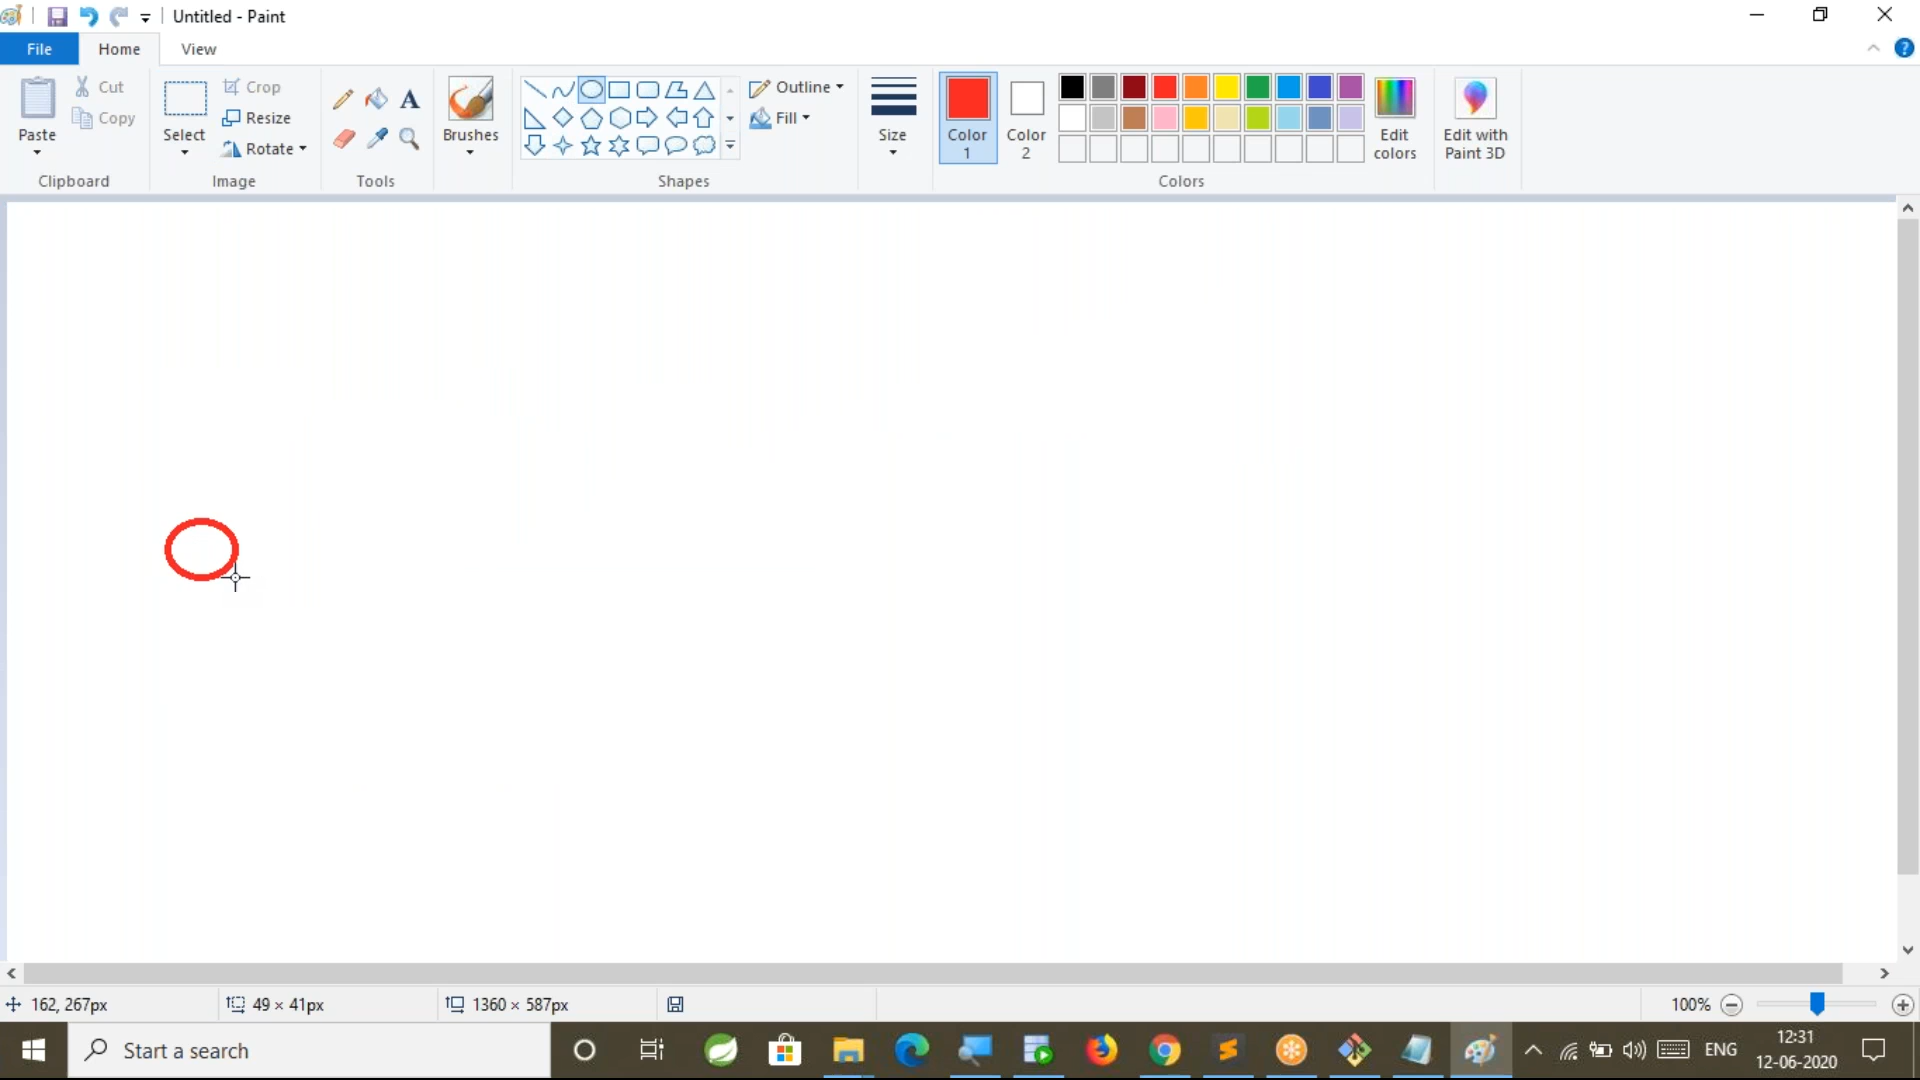 Untitled - Paint
File Home View
Paste
Cut
Copy
Clipboard
Select
Crop
Resize
Rotate
Image
A
Tools
Brushes
Outline
Fill
Shapes
Size
Color 1
Color 2
Edit colors
Colors
Edit with Paint 3D
162, 267px 49 × 41px 1360 × 587px 100%
Start a search
ENG
12:31
12-06-2020